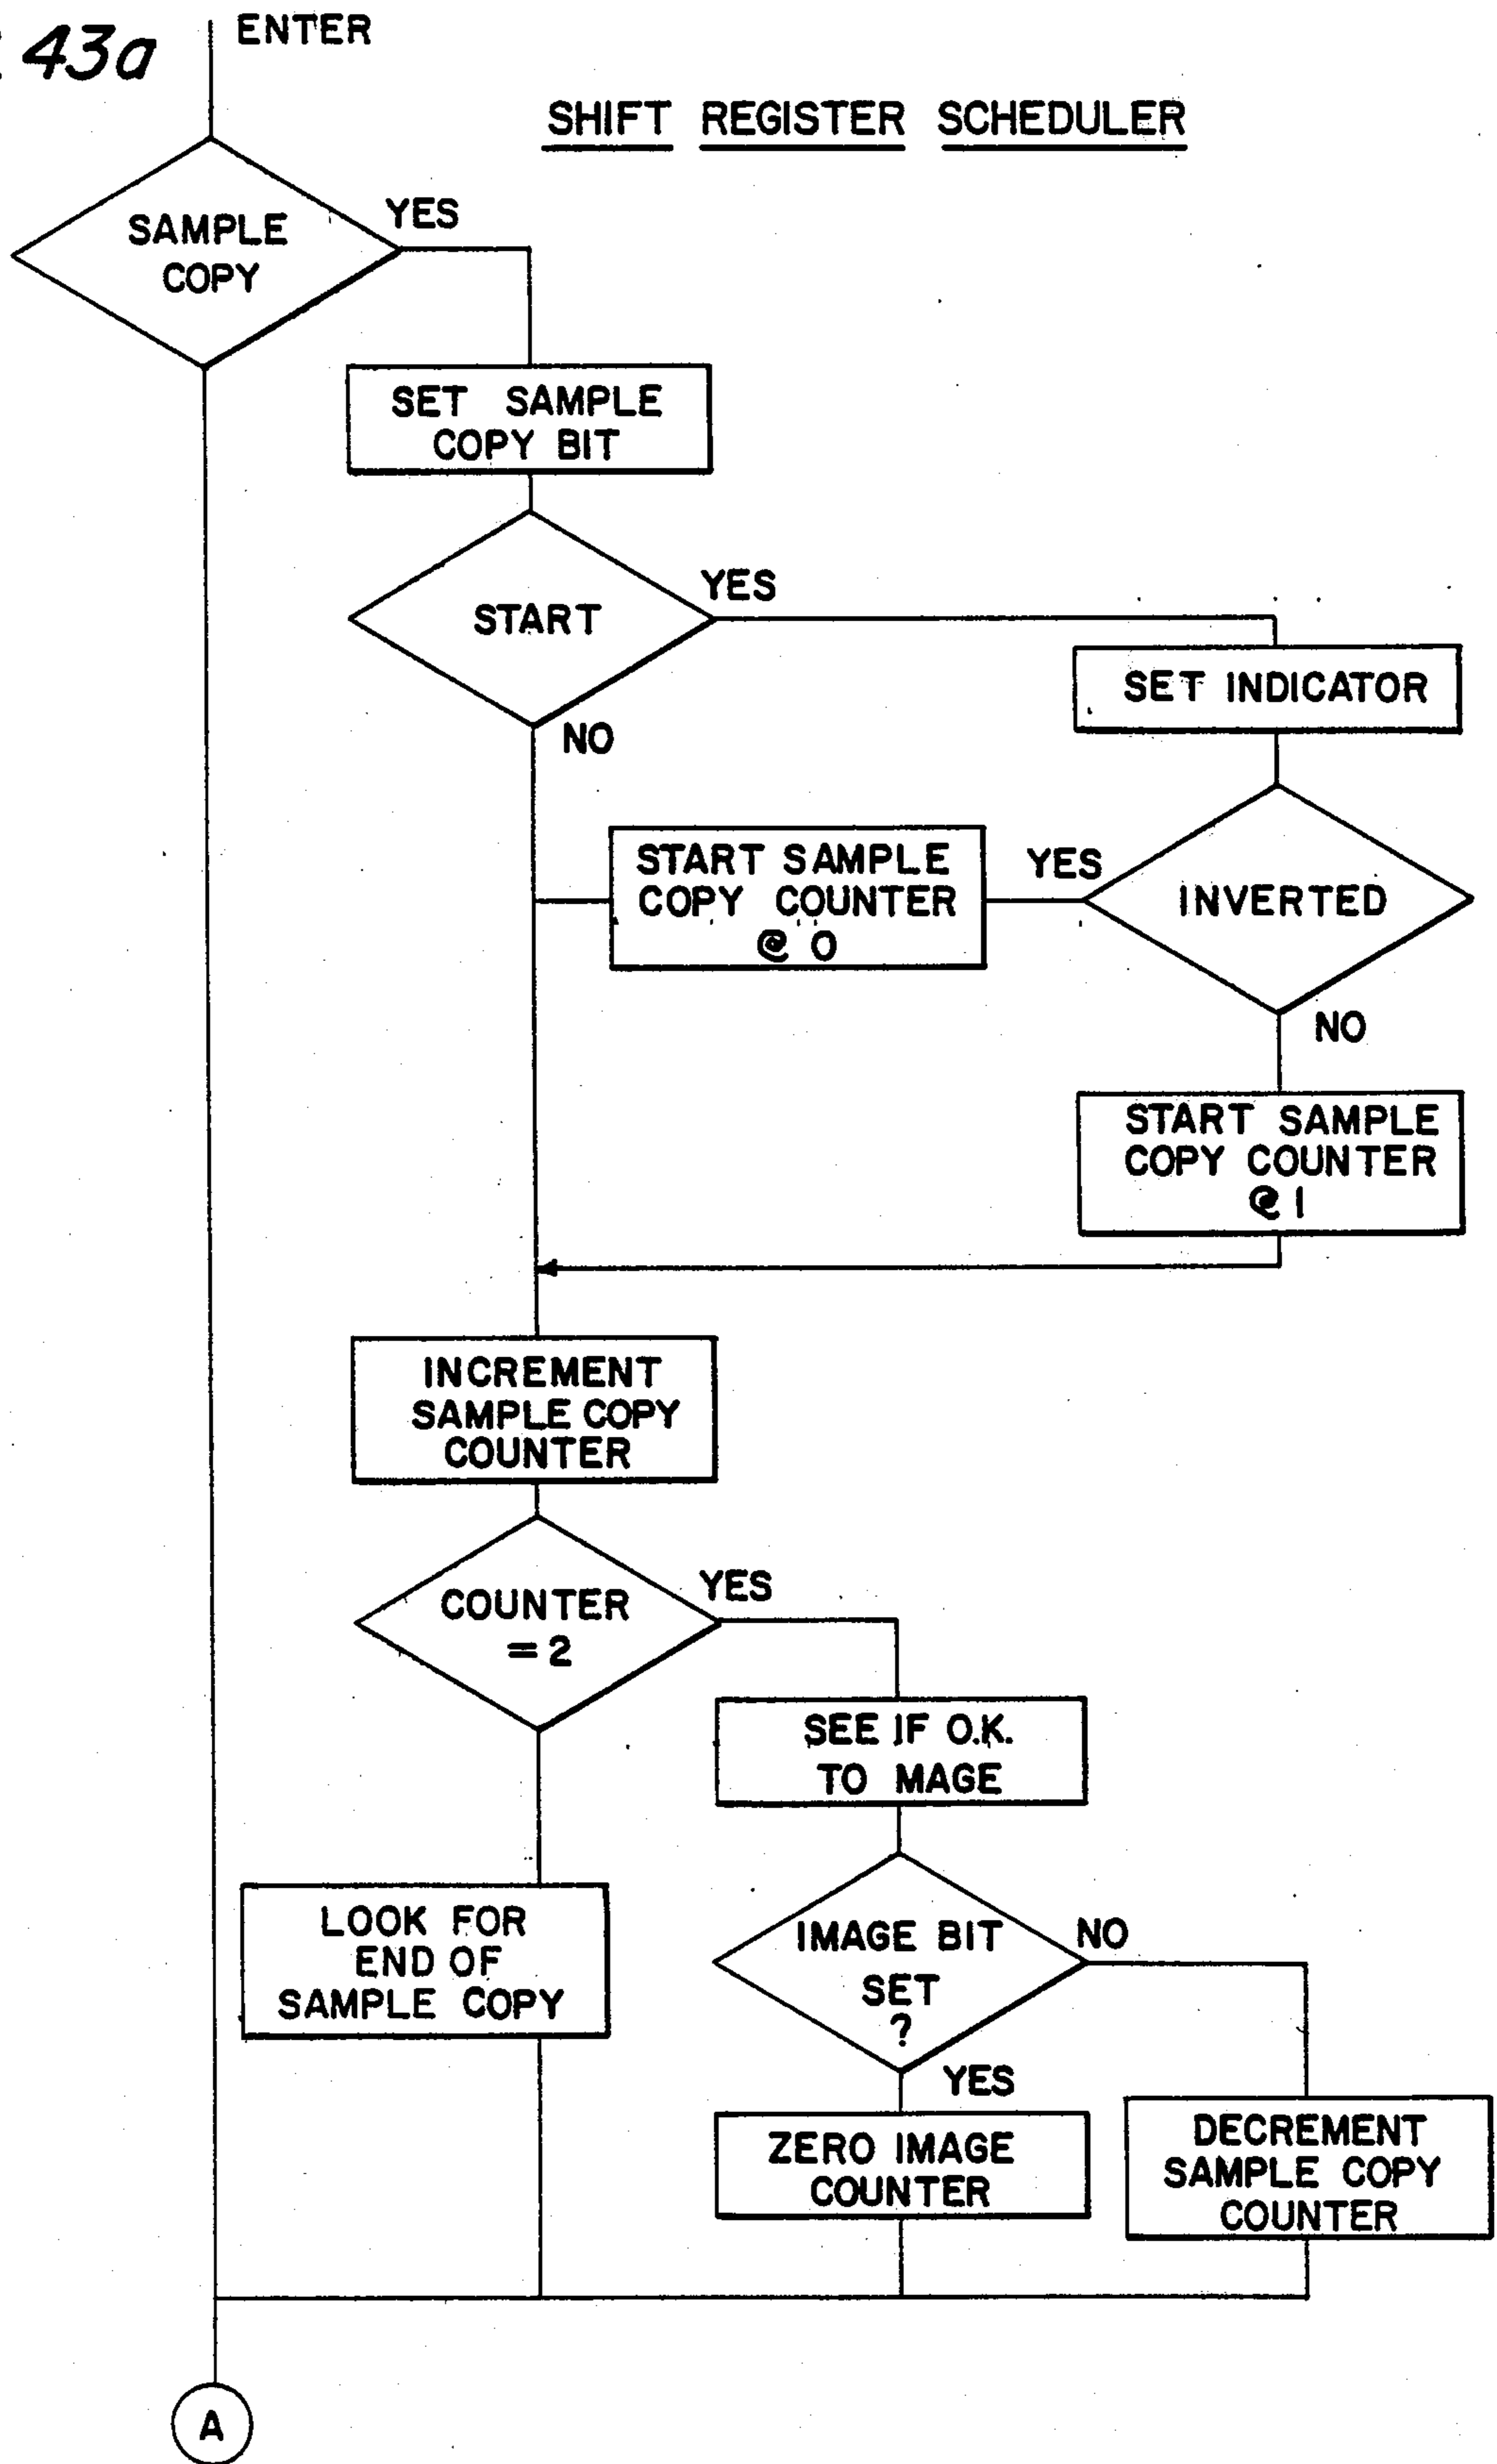 43a
ENTER
SHIFT REGISTER SCHEDULER
SAMPLE
COPY
YES
SET SAMPLE
COPY BIT
START
YES
NO
SET INDICATOR
START SAMPLE
COPY COUNTER
@ 0
YES
INVERTED
NO
START SAMPLE
COPY COUNTER
@ 1
INCREMENT
SAMPLE COPY
COUNTER
COUNTER
= 2
YES
SEE IF O.K.
TO MAGE
LOOK FOR
END OF
SAMPLE COPY
IMAGE BIT
SET
?
NO
YES
ZERO IMAGE
COUNTER
DECREMENT
SAMPLE COPY
COUNTER
A